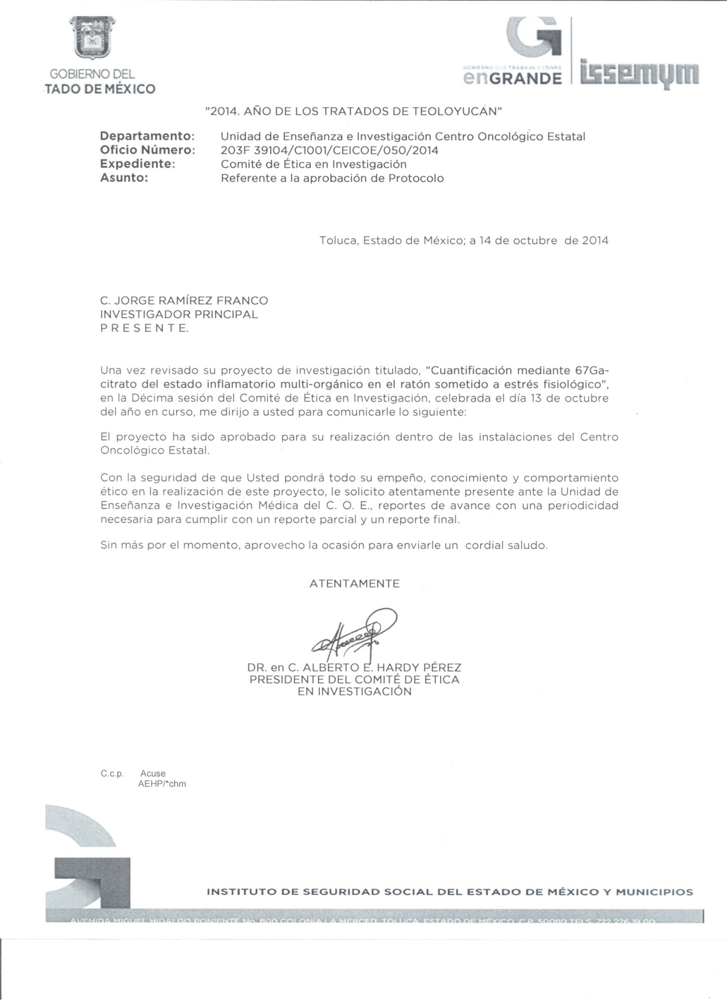 GOBIERNO DEL
TADO DE MÉXICO
GOBIERNO QUE TRABAJA Y LOGRA
enGRANDE
issemym
"2014. AÑO DE LOS TRATADOS DE TEOLOYUCAN”
Departamento: Unidad de Enseñanza e Investigación Centro Oncológico Estatal
Oficio Número: 203F 39104/C1001/CEICOE/050/2014
Expediente: Comité de Ética en Investigación
Asunto: Referente a la aprobación de Protocolo
Toluca, Estado de México; a 14 de octubre de 2014
C. JORGE RAMÍREZ FRANCO
INVESTIGADOR PRINCIPAL
P R E S E N T E.
Una vez revisado su proyecto de investigación titulado, “Cuantificación mediante 67Ga-
citrato del estado inflamatorio multi-orgánico en el ratón sometido a estrés fisiológico”,
en la Décima sesión del Comité de Ética en Investigación, celebrada el día 13 de octubre
del año en curso, me dirijo a usted para comunicarle lo siguiente:
El proyecto ha sido aprobado para su realización dentro de las instalaciones del Centro
Oncológico Estatal.
Con la seguridad de que Usted pondrá todo su empeño, conocimiento y comportamiento
ético en la realización de este proyecto, le solicito atentamente presente ante la Unidad de
Enseñanza e Investigación Médica del C. O. E., reportes de avance con una periodicidad
necesaria para cumplir con un reporte parcial y un reporte final.
Sin más por el momento, aprovecho la ocasión para enviarle un cordial saludo.
ATENTAMENTE
DR. en C. ALBERTO E. HARDY PÉREZ
PRESIDENTE DEL COMITÉ DE ÉTICA
EN INVESTIGACIÓN
C.c.p. Acuse
AEHP/*chm
INSTITUTO DE SEGURIDAD SOCIAL DEL ESTADO DE MÉXICO Y MUNICIPIOS
AVENIDA MIGUEL HIDALGO PONIENTE No. 600 COLONIA LA MERCED, TOLUCA, ESTADO DE MÉXICO, C.P. 50080 TELS. 722 226 19 00